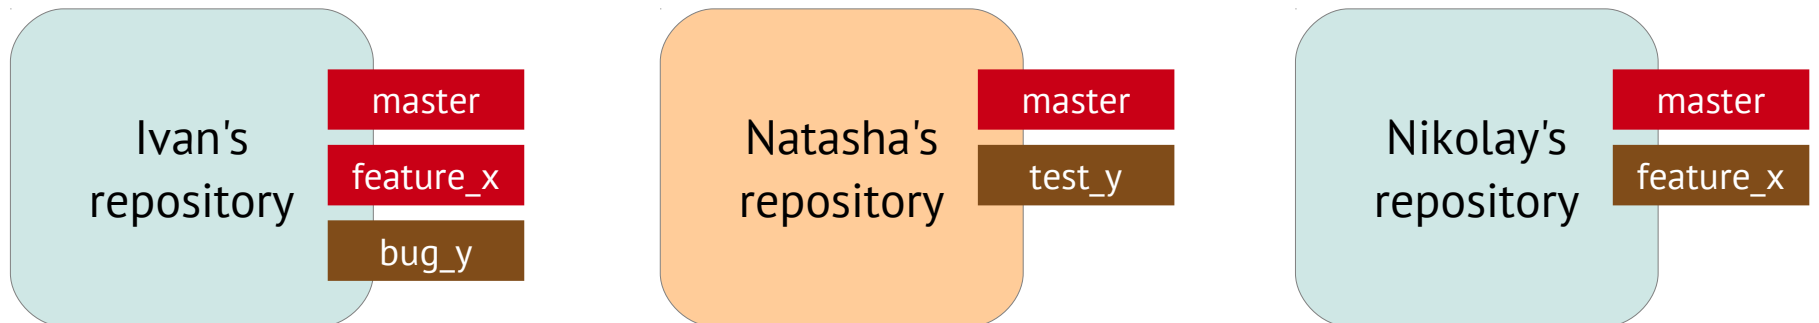 Ivan's
repository
master
feature_x
bug_y
Natasha's
repository
master
test_y
Nikolay's
repository
master
feature_x